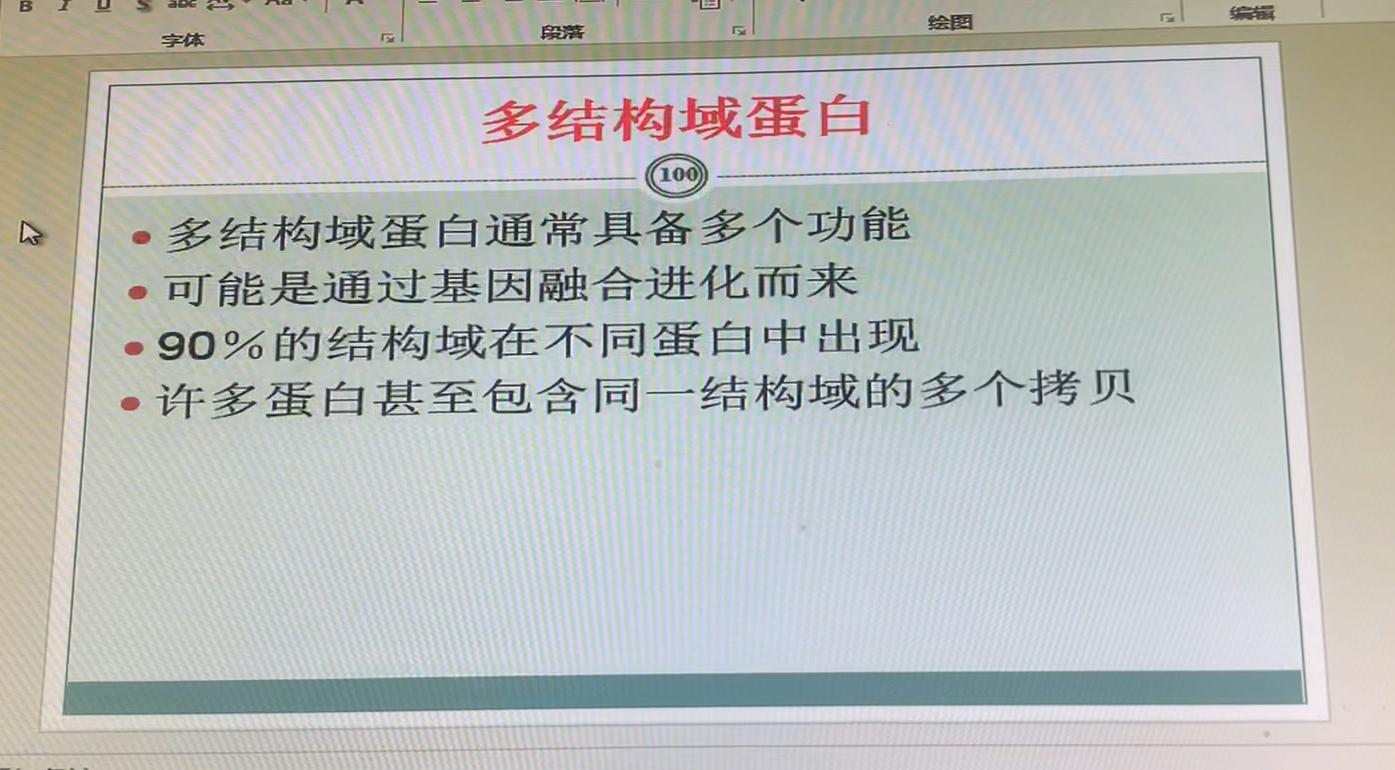 B I U S abc Aa A
字体 段落 绘图 编辑
多结构域蛋白
100
多结构域蛋白通常具备多个功能
可能是通过基因融合进化而来
90%的结构域在不同蛋白中出现
许多蛋白甚至包含同一结构域的多个拷贝